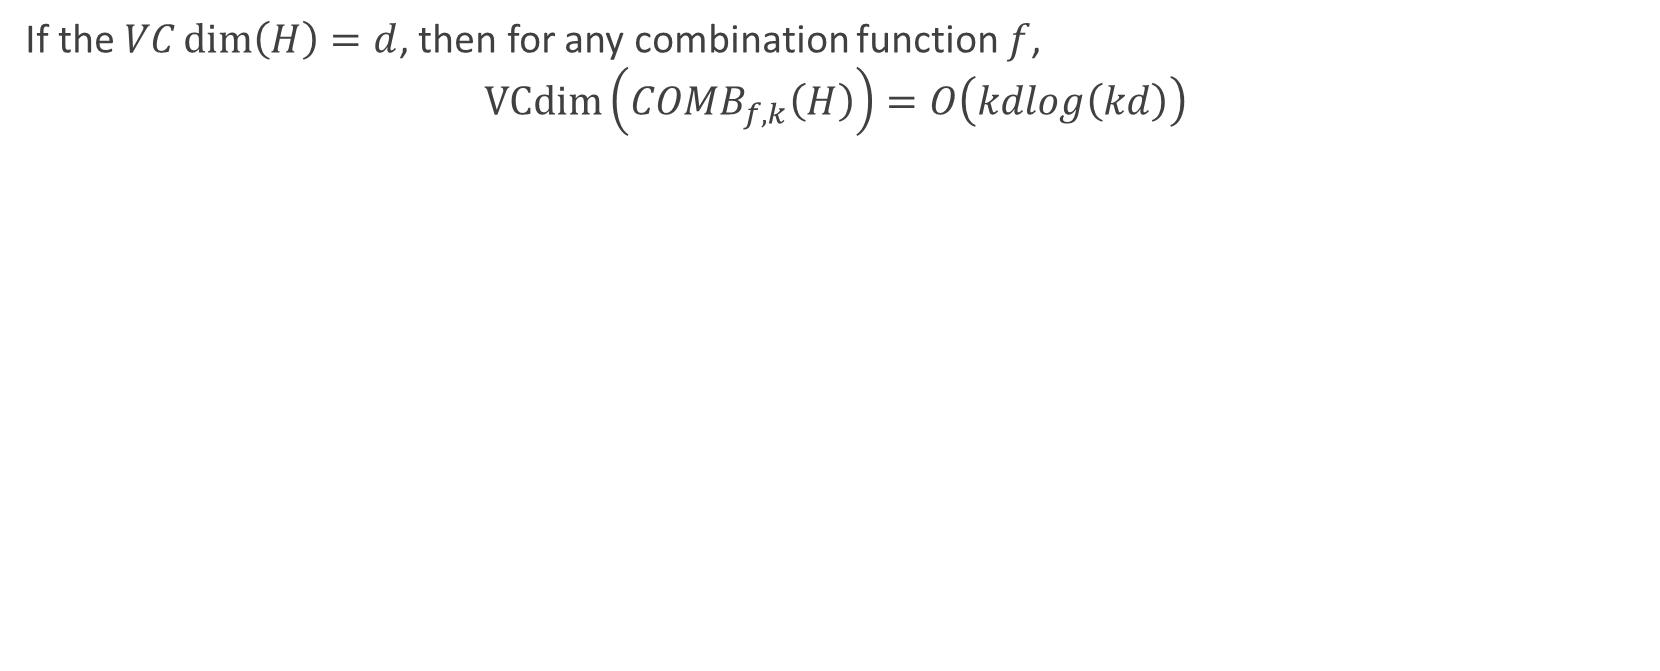 If the VC dim(H) = d, then for any combination function f,
VCdim(COMB_{f,k}(H)) = O(kdlog(kd))